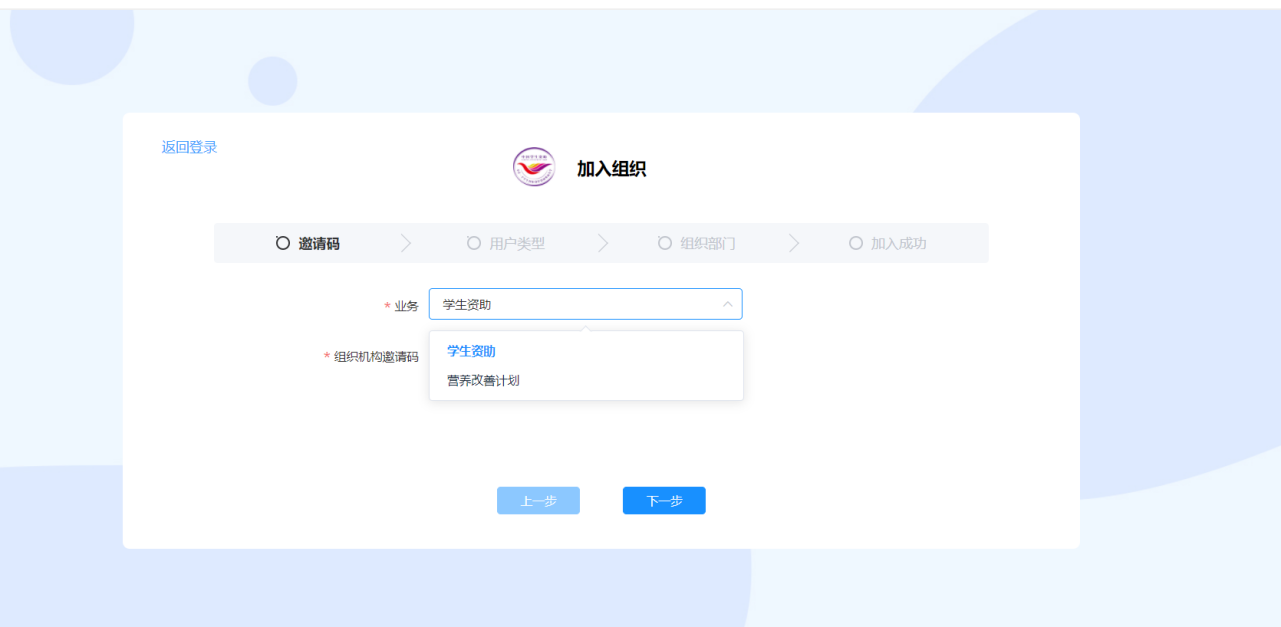 返回登录
加入组织
邀请码 用户类型 组织部门 加入成功
* 业务 学生资助
* 组织机构邀请码
学生资助
营养改善计划
上一步 下一步